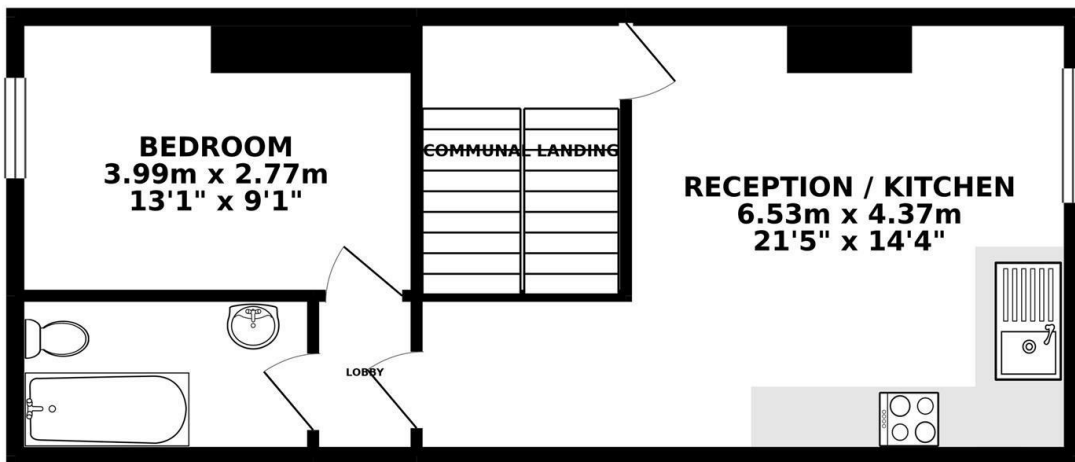 BEDROOM
3.99m x 2.77m
13'1" x 9'1"
COMMUNAL LANDING
RECEPTION / KITCHEN
6.53m x 4.37m
21'5" x 14'4"
LOBBY